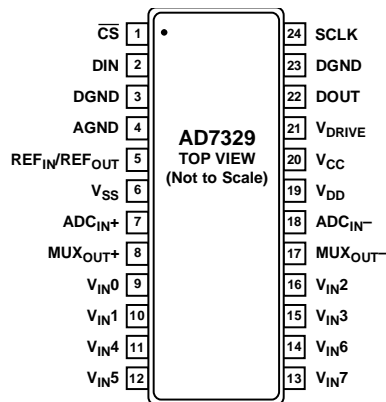 CS 1 24 SCLK
DIN 2 23 DGND
DGND 3 22 DOUT
AGND 4 21 VDRIVE
AD7329
TOP VIEW
(Not to Scale)
REFIN/REFOUT 5 20 VCC
VSS 6 19 VDD
ADCIN+ 7 18 ADCIN–
MUXOUT+ 8 17 MUXOUT–
VIN0 9 16 VIN2
VIN1 10 15 VIN3
VIN4 11 14 VIN6
VIN5 12 13 VIN7